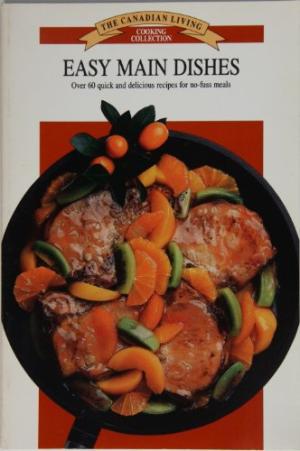 THE CANADIAN LIVING
COOKING
COLLECTION
EASY MAIN DISHES
Over 60 quick and delicious recipes for no-fuss meals